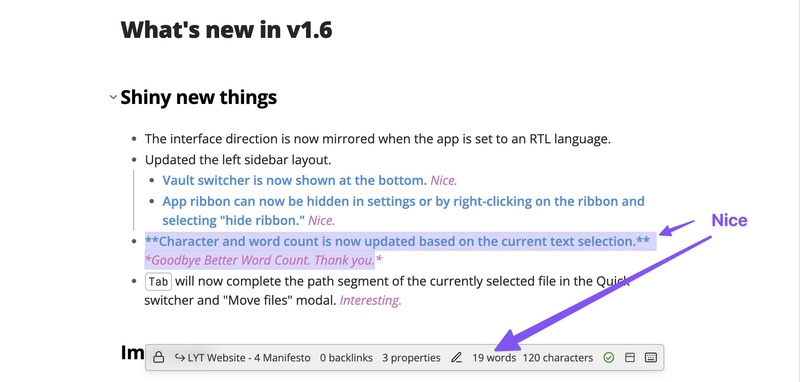 What's new in v1.6
Shiny new things
The interface direction is now mirrored when the app is set to an RTL language.
Updated the left sidebar layout.
Vault switcher is now shown at the bottom. Nice.
App ribbon can now be hidden in settings or by right-clicking on the ribbon and
selecting "hide ribbon." Nice.
Nice
**Character and word count is now updated based on the current text selection.**
*Goodbye Better Word Count. Thank you.*
Tab will now complete the path segment of the currently selected file in the Quick
switcher and "Move files" modal. Interesting.
Im
LYT Website - 4 Manifesto 0 backlinks 3 properties 19 words 120 characters